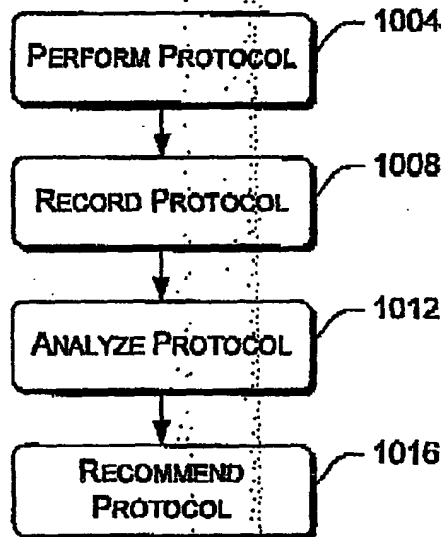 1004
PERFORM PROTOCOL
1008
RECORD PROTOCOL
1012
ANALYZE PROTOCOL
1016
RECOMMEND
PROTOCOL